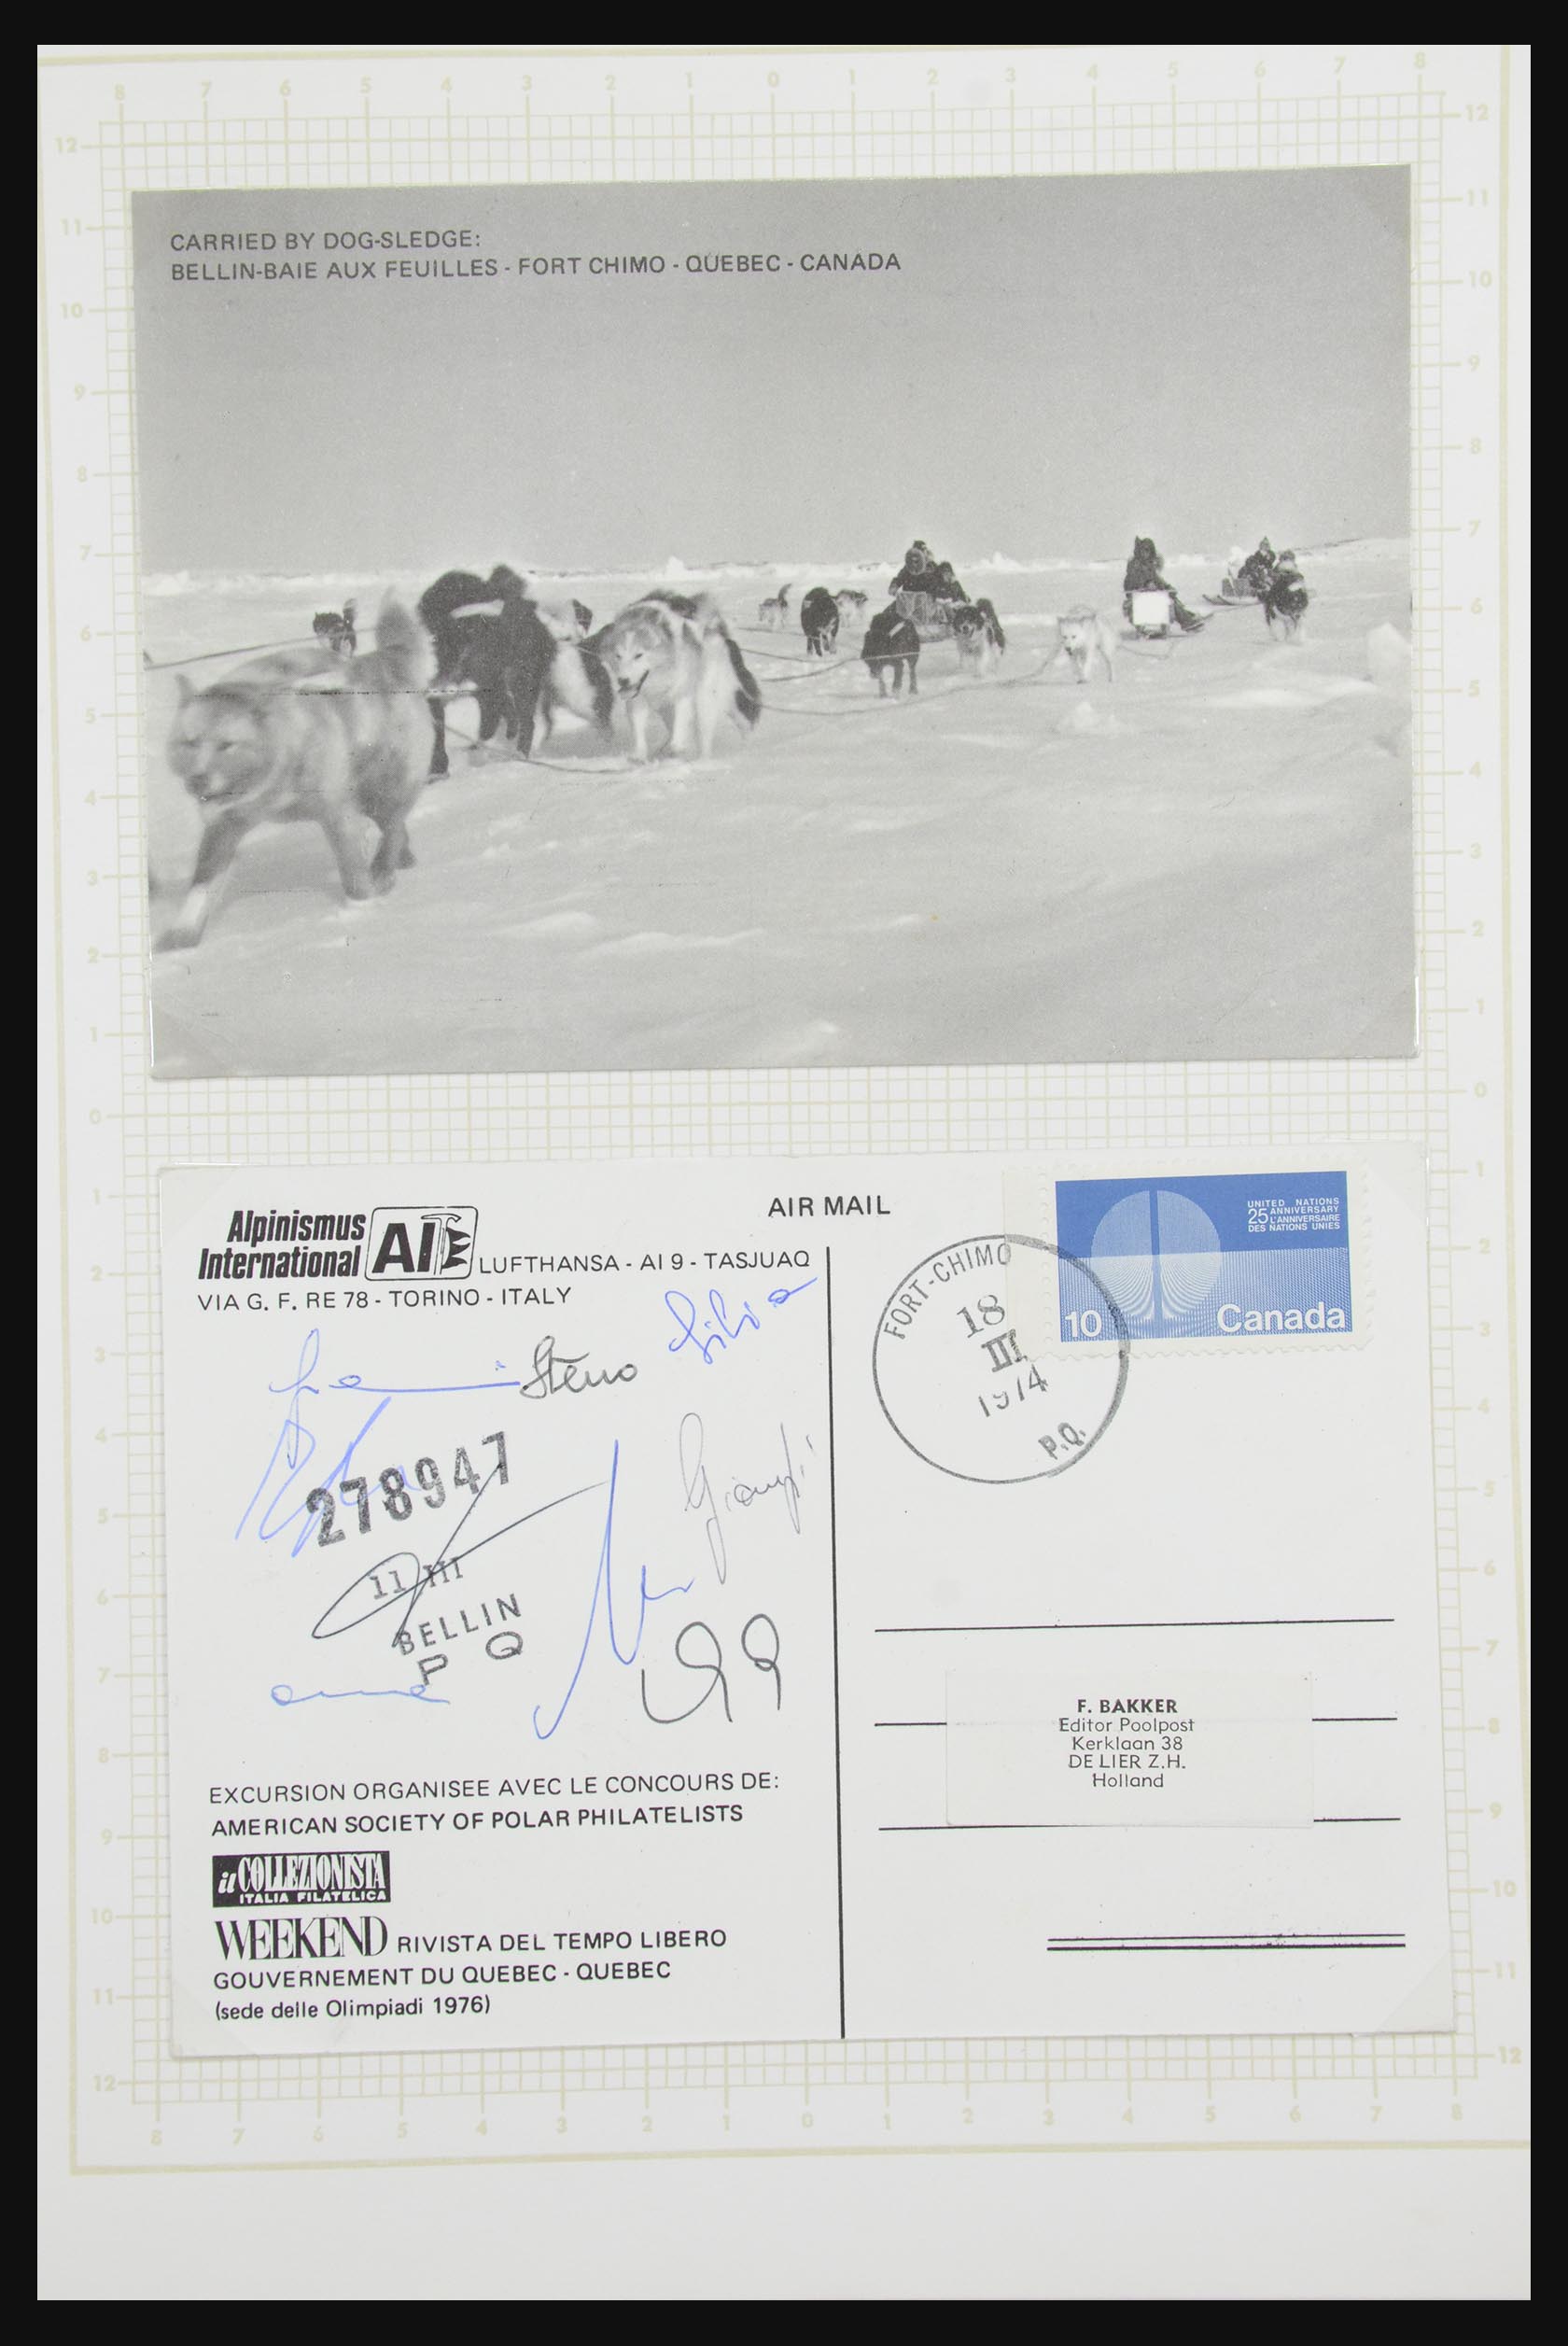 CARRIED BY DOG-SLEDGE:
BELLIN-BAIE AUX FEUILLES - FORT CHIMO - QUEBEC - CANADA
Alpinismus
International
AI
LUFTHANSA - AI 9 - TASJUAQ
VIA G. F. RE 78 - TORINO - ITALY
AIR MAIL
UNITED NATIONS
25 ANNIVERSARY
L'ANNIVERSAIRE
DES NATIONS UNIES
10 Canada
FORT-CHIMO
18
III
1974
P.Q.
Steno
Silvia
278947
11 III
BELLIN
P Q
F. BAKKER
Editor Poolpost
Kerklaan 38
DE LIER Z.H.
Holland
EXCURSION ORGANISEE AVEC LE CONCOURS DE:
AMERICAN SOCIETY OF POLAR PHILATELISTS
il COLLEZIONISTA
ITALIA FILATELICA
WEEKEND RIVISTA DEL TEMPO LIBERO
GOUVERNEMENT DU QUEBEC - QUEBEC
(sede delle Olimpiadi 1976)